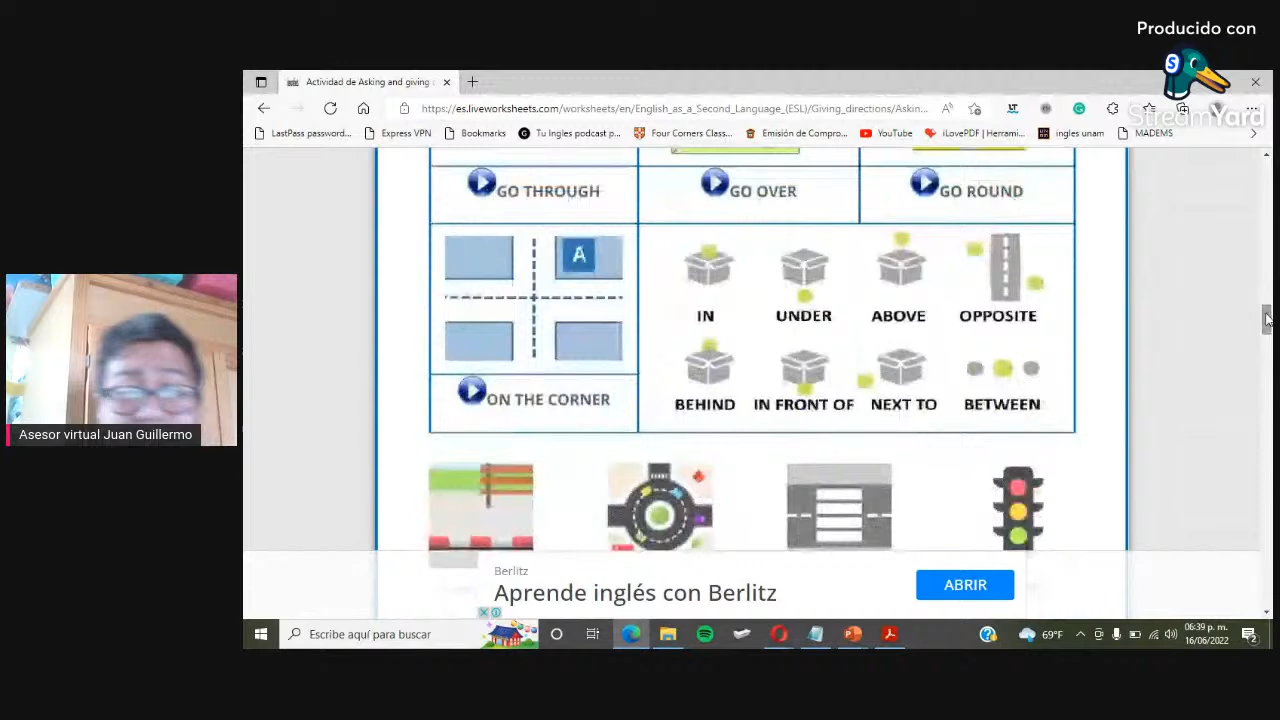 Producido con
StreamYard
Actividad de Asking and giving
https://es.liveworksheets.com/worksheets/en/English_as_a_Second_Language_(ESL)/Giving_directions/Askin...
LastPass password... Express VPN Bookmarks Tu Ingles podcast p... Four Corners Class... Emisión de Compro... YouTube iLovePDF | Herrami... ingles unam MADEMS
GO THROUGH GO OVER GO ROUND
A
IN UNDER ABOVE OPPOSITE
BEHIND IN FRONT OF NEXT TO BETWEEN
ON THE CORNER
Asesor virtual Juan Guillermo
Berlitz
Aprende inglés con Berlitz
ABRIR
Escribe aquí para buscar
69°F
06:39 p. m.
16/06/2022
2